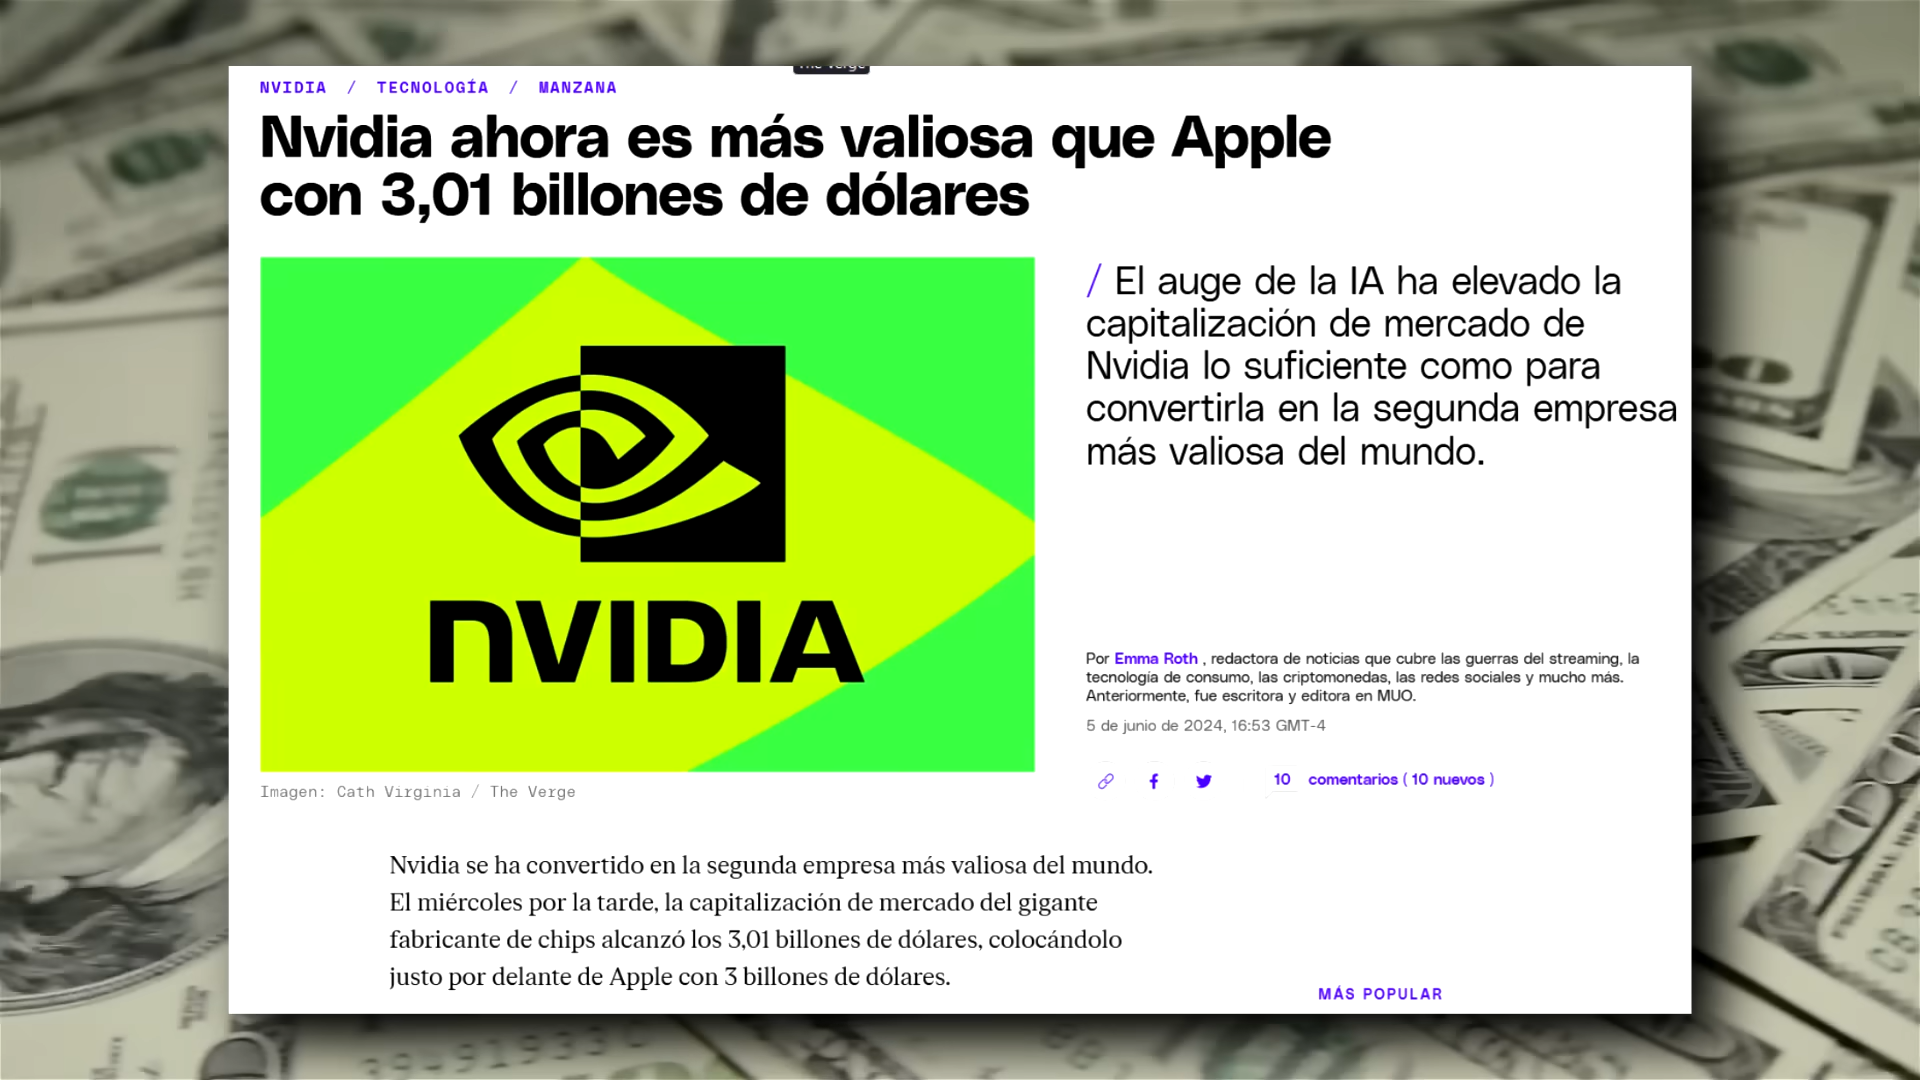 The Verge
NVIDIA / TECNOLOGÍA / MANZANA
Nvidia ahora es más valiosa que Apple
con 3,01 billones de dólares
/ El auge de la IA ha elevado la
capitalización de mercado de
Nvidia lo suficiente como para
convertirla en la segunda empresa
más valiosa del mundo.
NVIDIA
Por Emma Roth , redactora de noticias que cubre las guerras del streaming, la
tecnología de consumo, las criptomonedas, las redes sociales y mucho más.
Anteriormente, fue escritora y editora en MUO.
5 de junio de 2024, 16:53 GMT-4
10 comentarios ( 10 nuevos )
Imagen: Cath Virginia / The Verge
Nvidia se ha convertido en la segunda empresa más valiosa del mundo.
El miércoles por la tarde, la capitalización de mercado del gigante
fabricante de chips alcanzó los 3,01 billones de dólares, colocándolo
justo por delante de Apple con 3 billones de dólares.
MÁS POPULAR